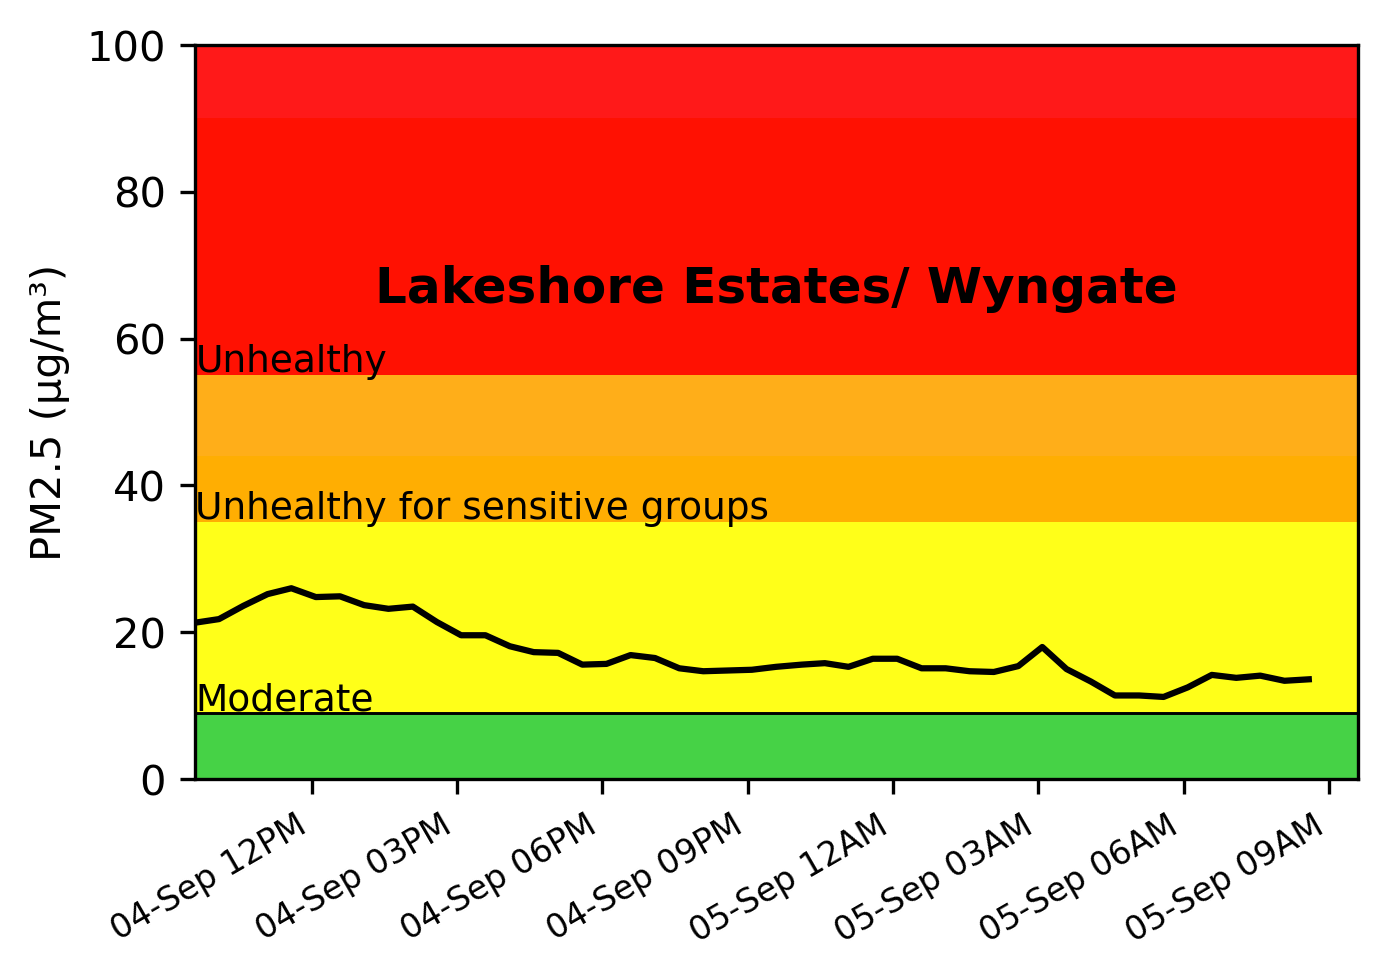 100
80
60
40
20
0
PM2.5 (µg/m³)
Lakeshore Estates/ Wyngate
Unhealthy
Unhealthy for sensitive groups
Moderate
04-Sep 12PM
04-Sep 03PM
04-Sep 06PM
04-Sep 09PM
05-Sep 12AM
05-Sep 03AM
05-Sep 06AM
05-Sep 09AM